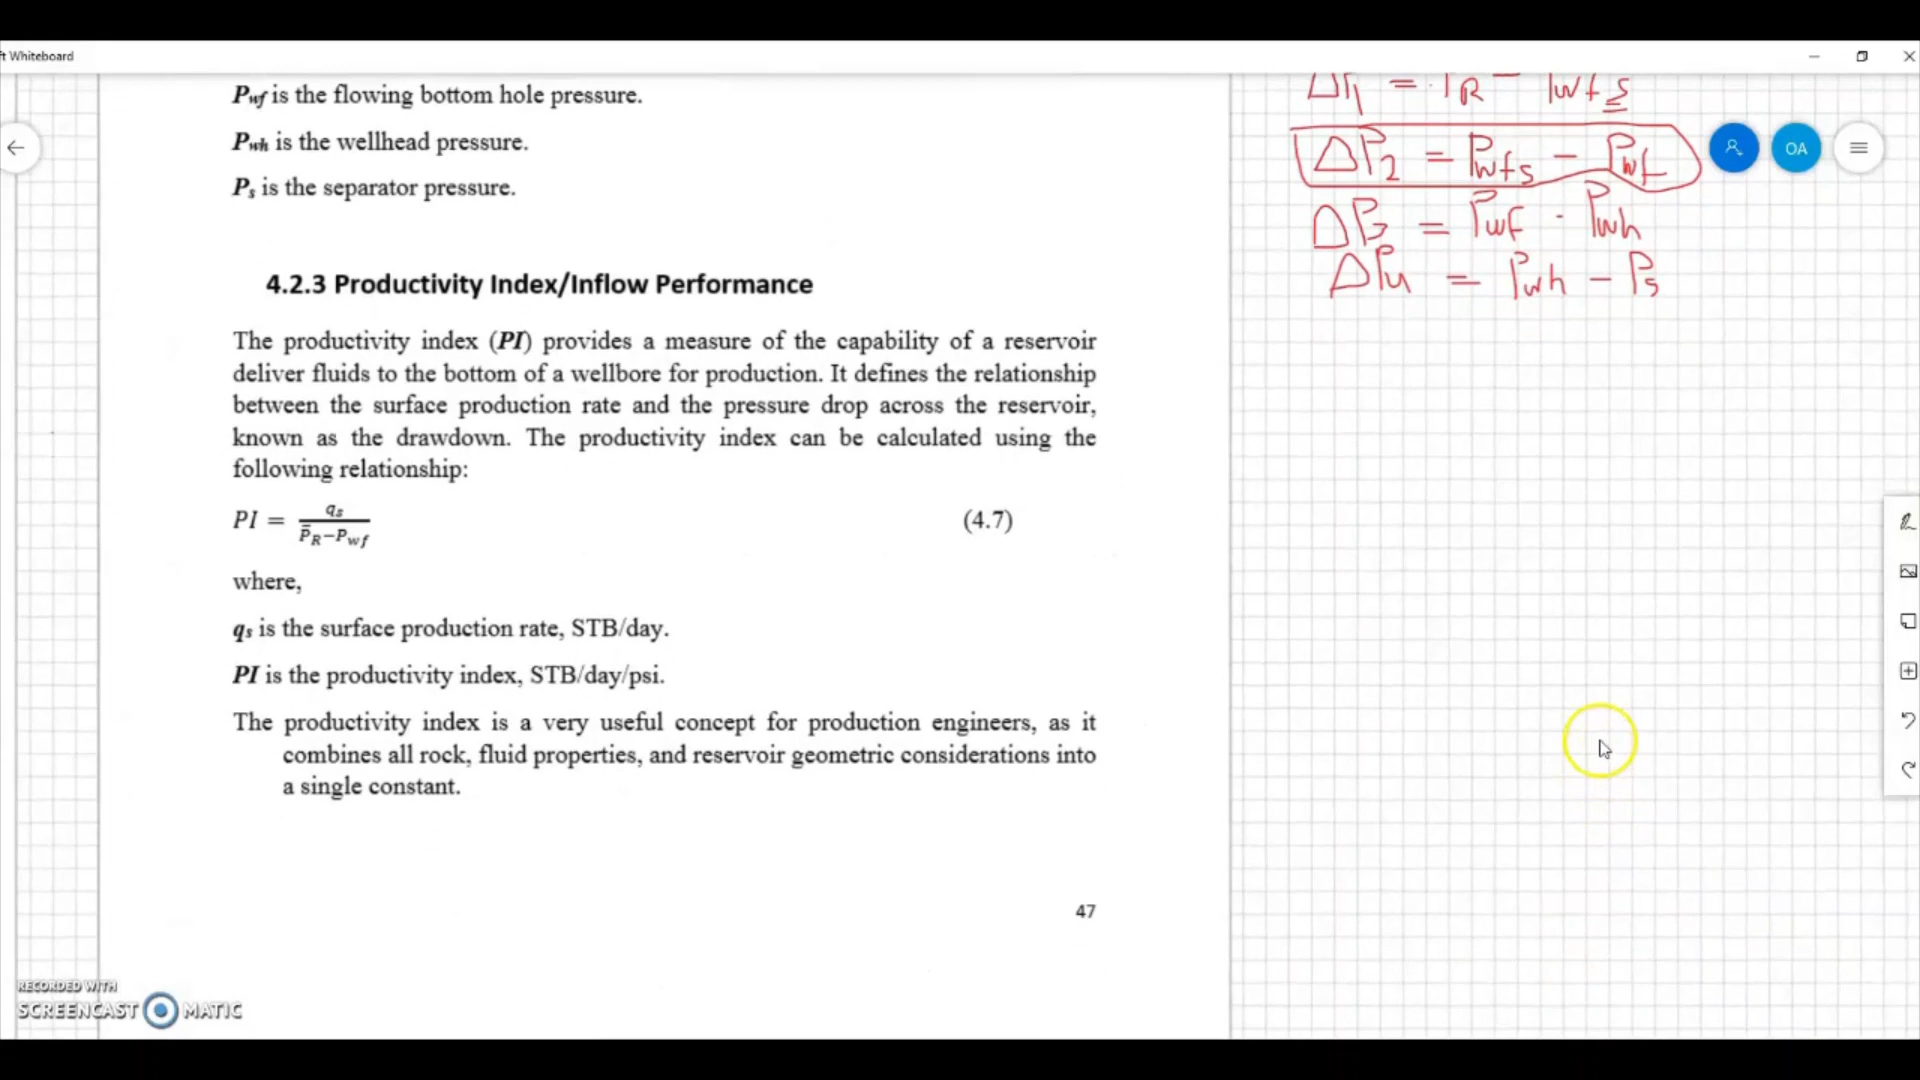 ft Whiteboard
Pwf is the flowing bottom hole pressure.
Pwh is the wellhead pressure.
Ps is the separator pressure.
4.2.3 Productivity Index/Inflow Performance
The productivity index (PI) provides a measure of the capability of a reservoir
deliver fluids to the bottom of a wellbore for production. It defines the relationship
between the surface production rate and the pressure drop across the reservoir,
known as the drawdown. The productivity index can be calculated using the
following relationship:
PI = qs / (P̄R−Pwf) (4.7)
where,
qs is the surface production rate, STB/day.
PI is the productivity index, STB/day/psi.
The productivity index is a very useful concept for production engineers, as it
combines all rock, fluid properties, and reservoir geometric considerations into
a single constant.
47
ΔP1 = PR − Pwfs
ΔP2 = Pwfs − Pwf
ΔP3 = Pwf - Pwh
ΔP4 = Pwh − Ps
OA
RECORDED WITH
SCREENCAST MATIC